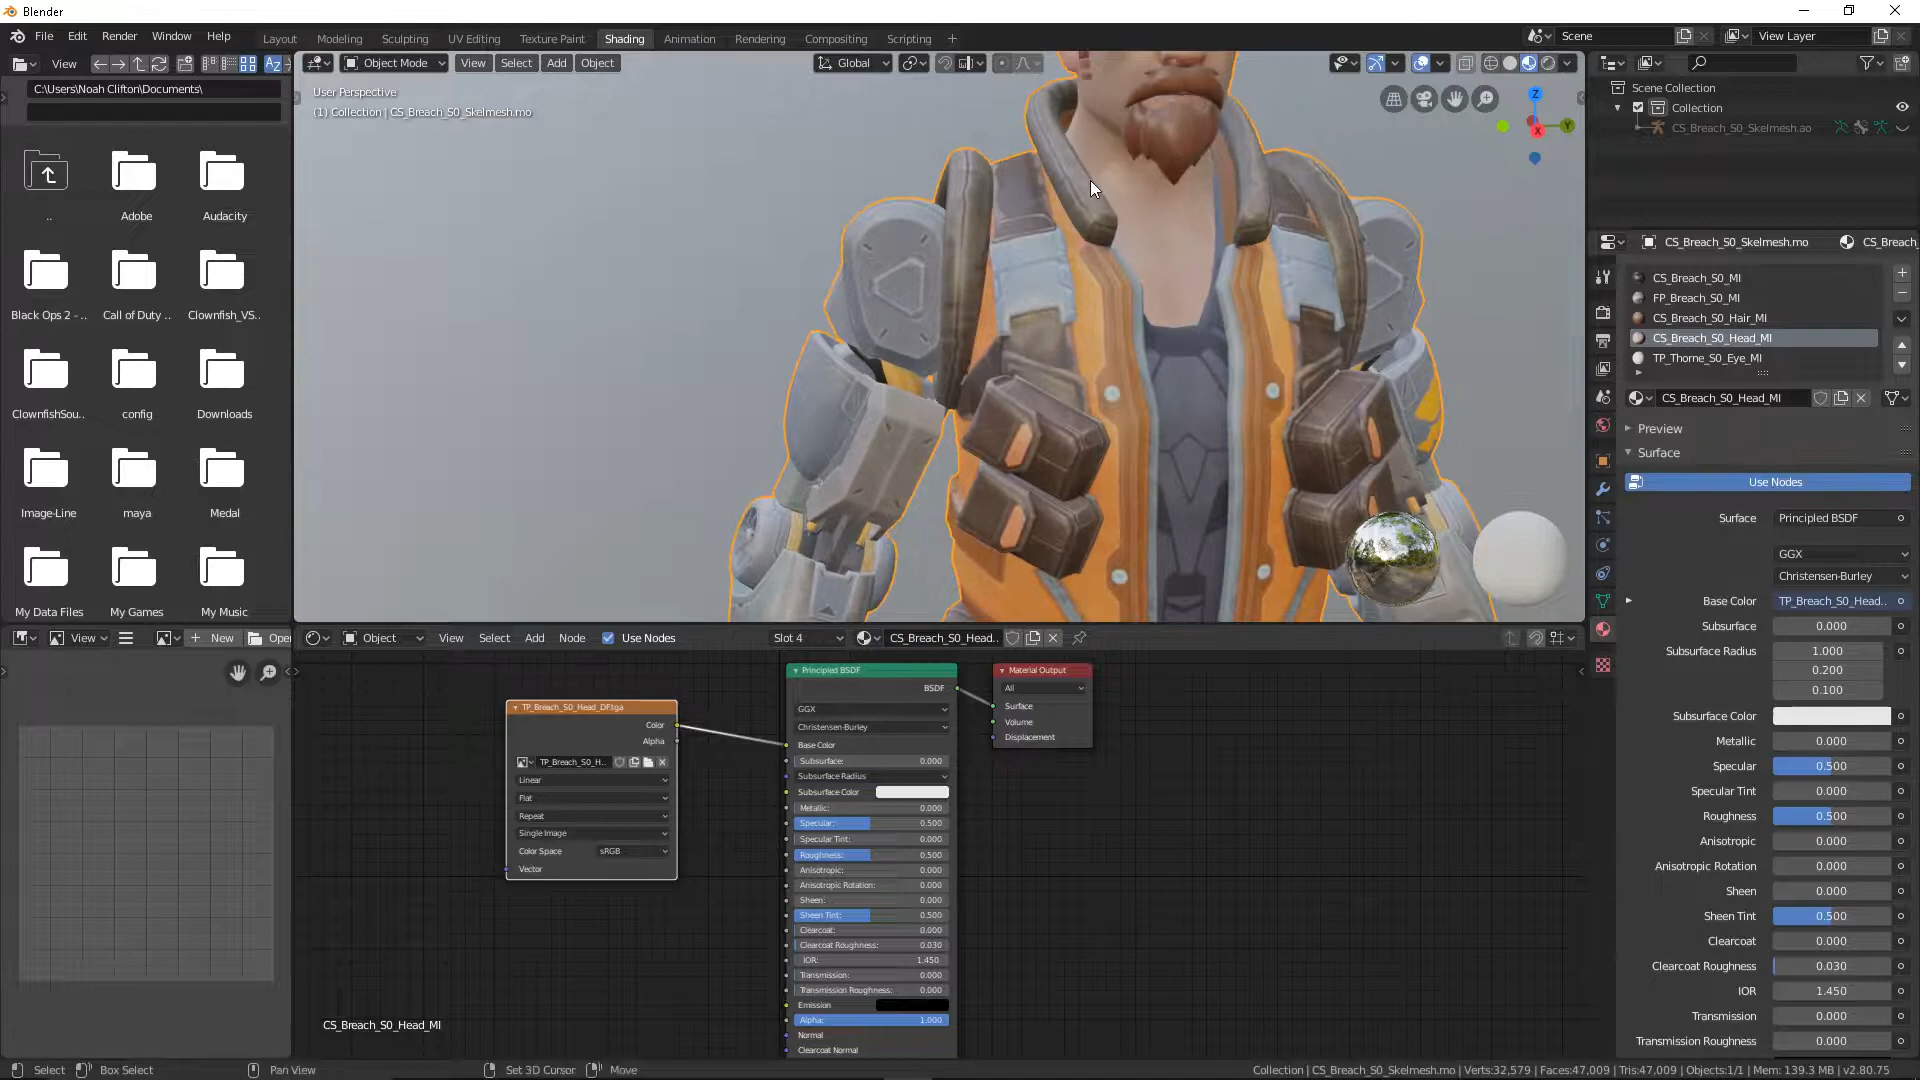 Blender
File Edit Render Window Help
Layout Modeling Sculpting UV Editing Texture Paint Shading Animation Rendering Compositing Scripting
Scene
View Layer
View
Object Mode View Select Add Object
Global
C:\Users\Noah Clifton\Documents\
User Perspective
(1) Collection | CS_Breach_S0_Skelmesh.mo
Z
Y
X
Scene Collection
Collection
CS_Breach_S0_Skelmesh.ao
..
Adobe
Audacity
Black Ops 2 - ..
Call of Duty ..
Clownfish_VS..
ClownfishSou..
config
Downloads
Image-Line
maya
Medal
My Data Files
My Games
My Music
CS_Breach_S0_Skelmesh.mo
CS_Breach_
CS_Breach_S0_MI
FP_Breach_S0_MI
CS_Breach_S0_Hair_MI
CS_Breach_S0_Head_MI
TP_Thorne_S0_Eye_MI
CS_Breach_S0_Head_MI
Preview
Surface
Use Nodes
Surface Principled BSDF
GGX
Christensen-Burley
Base Color TP_Breach_S0_Head..
Subsurface 0.000
Subsurface Radius 1.000
0.200
0.100
Subsurface Color
Metallic 0.000
Specular 0.500
Specular Tint 0.000
Roughness 0.500
Anisotropic 0.000
Anisotropic Rotation 0.000
Sheen 0.000
Sheen Tint 0.500
Clearcoat 0.000
Clearcoat Roughness 0.030
IOR 1.450
Transmission 0.000
Transmission Roughness 0.000
View
New
Open
Object View Select Add Node Use Nodes
Slot 4
CS_Breach_S0_Head..
TP_Breach_S0_Head_DF.tga
Color
Alpha
TP_Breach_S0_H..
Linear
Flat
Repeat
Single Image
Color Space sRGB
Vector
Principled BSDF
BSDF
GGX
Christensen-Burley
Base Color
Subsurface: 0.000
Subsurface Radius
Subsurface Color
Metallic: 0.000
Specular: 0.500
Specular Tint: 0.000
Roughness: 0.500
Anisotropic: 0.000
Anisotropic Rotation: 0.000
Sheen: 0.000
Sheen Tint: 0.500
Clearcoat: 0.000
Clearcoat Roughness: 0.030
IOR: 1.450
Transmission: 0.000
Transmission Roughness: 0.000
Emission
Alpha: 1.000
Normal
Clearcoat Normal
Material Output
All
Surface
Volume
Displacement
CS_Breach_S0_Head_MI
Select Box Select Pan View Set 3D Cursor Move
Collection | CS_Breach_S0_Skelmesh.mo | Verts:32,579 | Faces:47,009 | Tris:47,009 | Objects:1/1 | Mem: 139.3 MB | v2.80.75